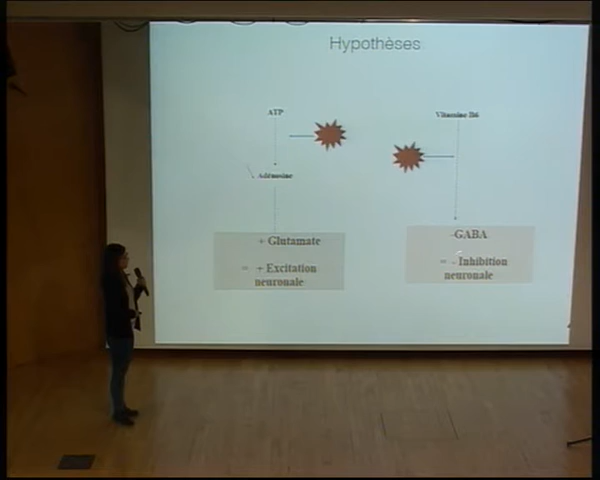 Hypothèses
ATP
Adénosine
+ Glutamate
= + Excitation
neuronale
Vitamine B6
-GABA
= - Inhibition
neuronale